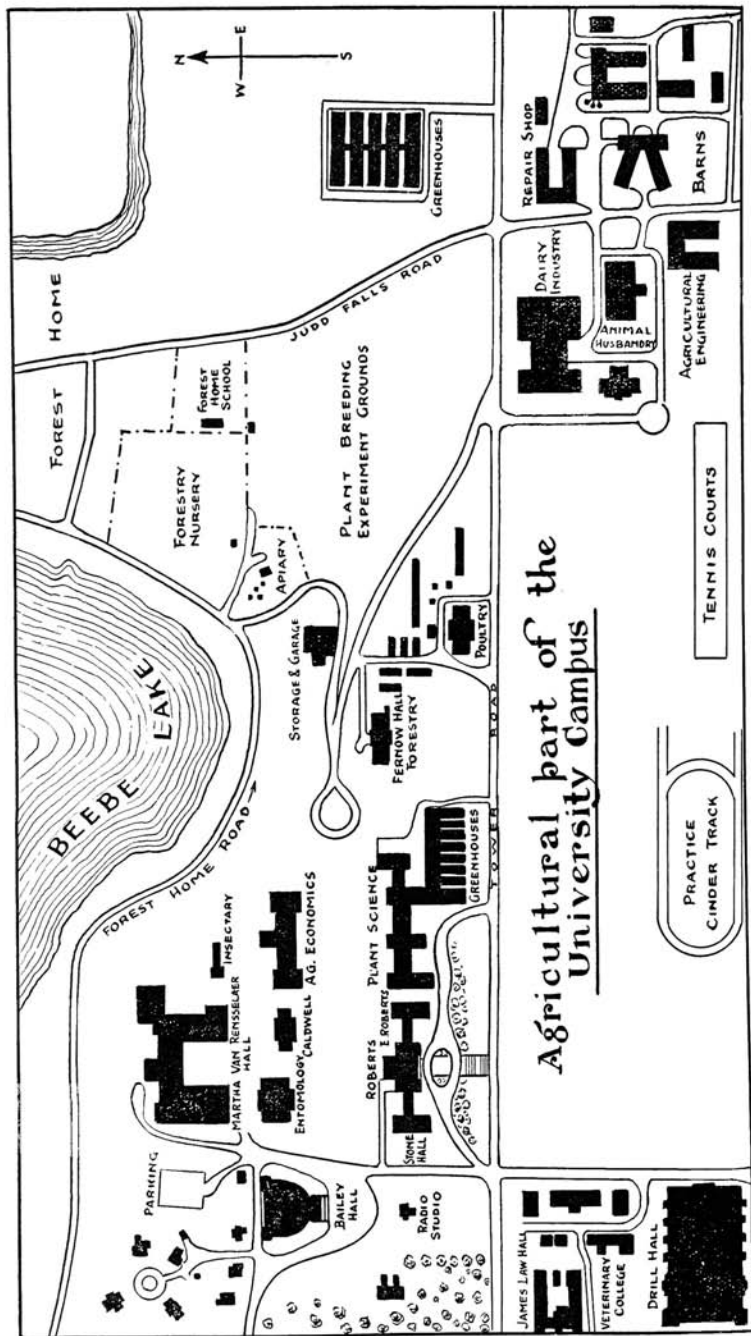 N
W
E
S
BEEBE LAKE
FOREST HOME
FOREST HOME ROAD
JUDD FALLS ROAD
FORESTRY
NURSERY
FOREST
HOME
SCHOOL
APIARY
PLANT BREEDING
EXPERIMENT GROUNDS
GREENHOUSES
PARKING
MARTHA VAN RENSSELAER
HALL
INSECTARY
STORAGE & GARAGE
BAILEY
HALL
ENTOMOLOGY
CALDWELL
AG. ECONOMICS
FERNOW HALL
FORESTRY
POULTRY
RADIO
STUDIO
STONE
HALL
ROBERTS
E. ROBERTS
PLANT SCIENCE
GREENHOUSES
TOWER ROAD
Agricultural part of the
University Campus
JAMES LAW HALL
VETERINARY
COLLEGE
DRILL HALL
PRACTICE
CINDER TRACK
TENNIS COURTS
DAIRY
INDUSTRY
ANIMAL
HUSBANDRY
AGRICULTURAL
ENGINEERING
REPAIR SHOP
BARNS